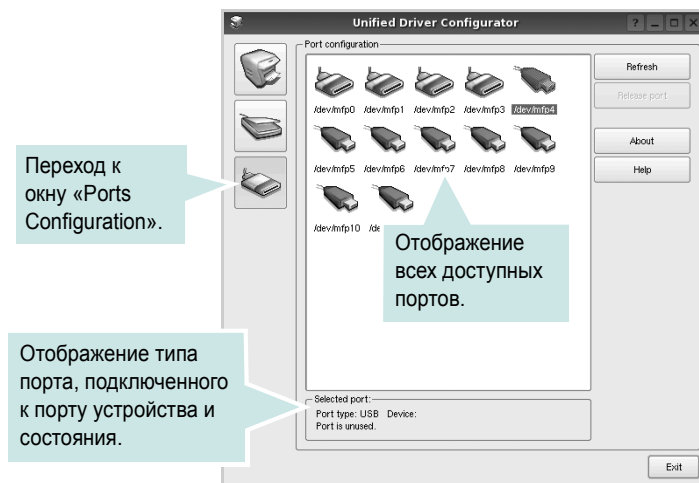 Unified Driver Configurator
Port configuration
/dev/mfp0 /dev/mfp1 /dev/mfp2 /dev/mfp3 /dev/mfp4
/dev/mfp5 /dev/mfp6 /dev/mfp7 /dev/mfp8 /dev/mfp9
/dev/mfp10
Refresh
Release port
About
Help
Переход к
окну «Ports
Configuration».
Отображение
всех доступных
портов.
Отображение типа
порта, подключенного
к порту устройства и
состояния.
Selected port:
Port type: USB Device:
Port is unused.
Exit